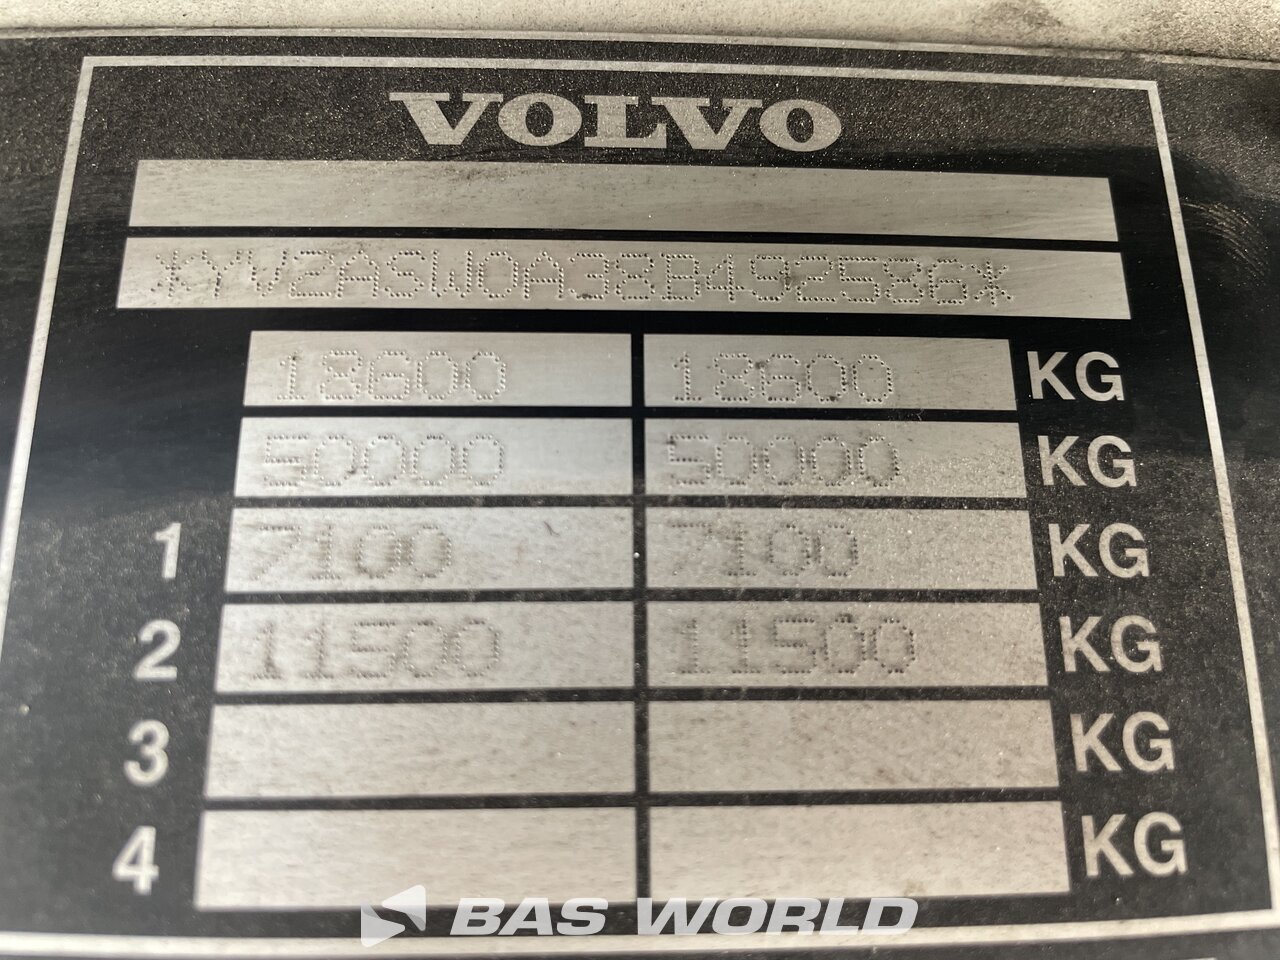 VOLVO
*YV2ASW0A38B492586*
18600 18600 KG
50000 50000 KG
1 7100 7100 KG
2 11500 11500 KG
3 KG
4 KG
BAS WORLD